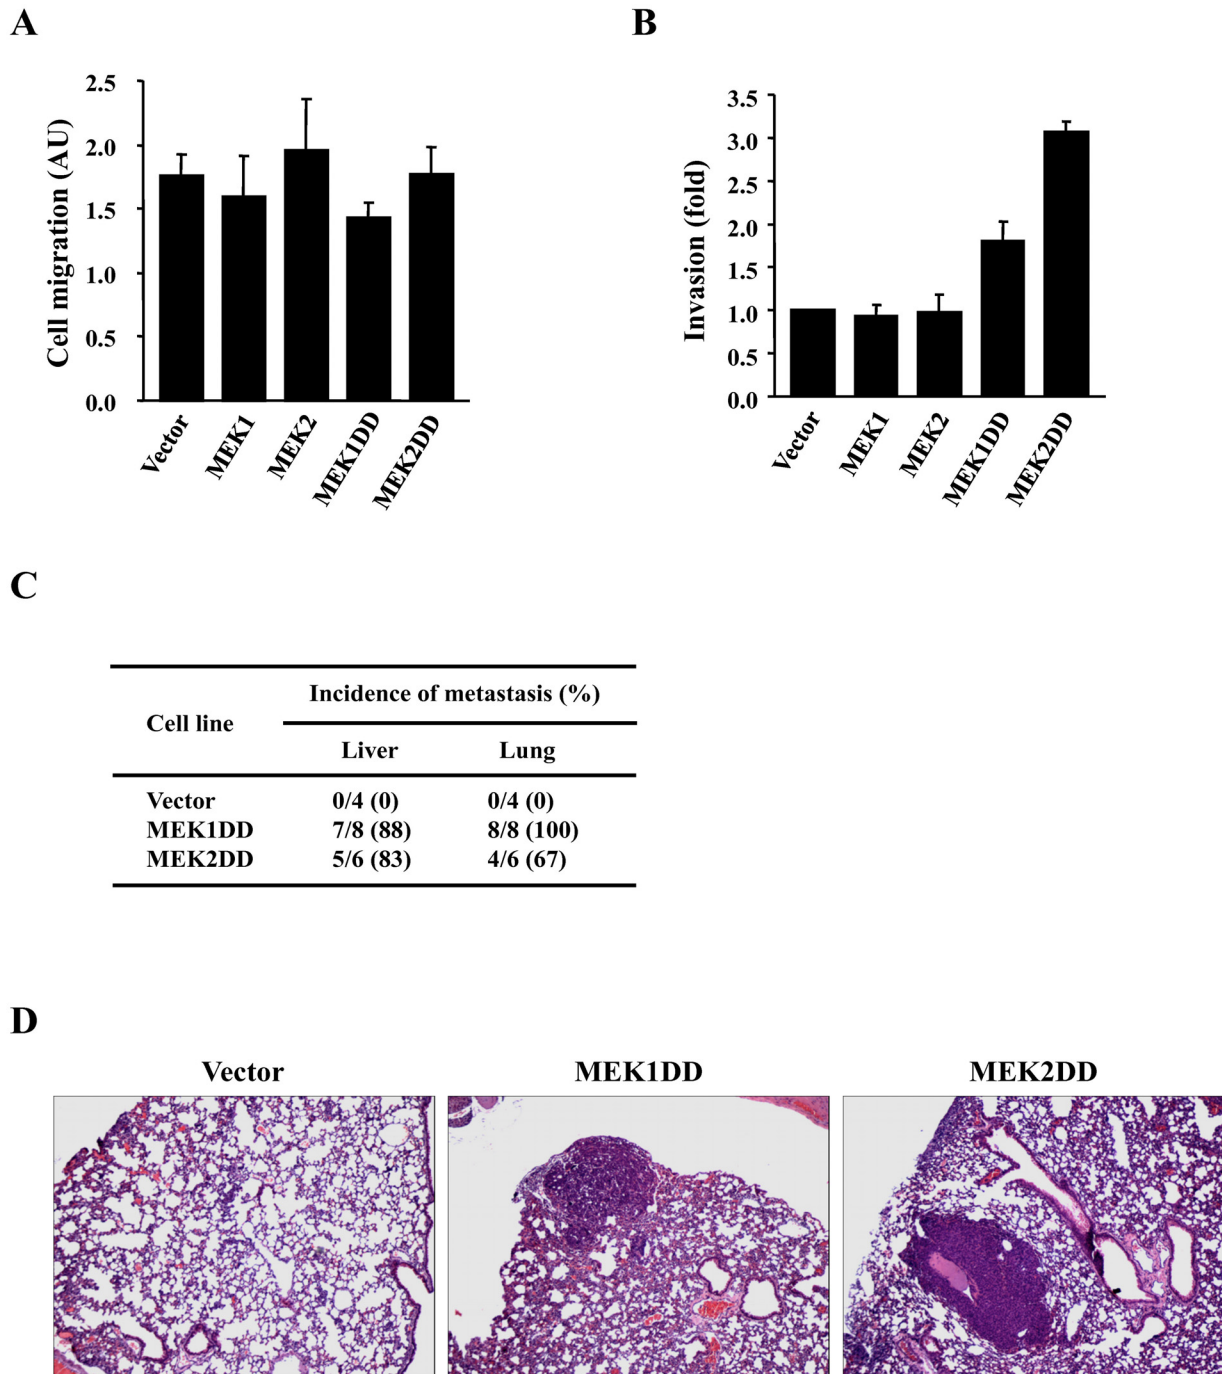 A
Cell migration (AU)
2.5
2.0
1.5
1.0
0.5
0.0
Vector
MEK1
MEK2
MEK1DD
MEK2DD
B
Invasion (fold)
3.5
3.0
2.5
2.0
1.5
1.0
0.5
0.0
Vector
MEK1
MEK2
MEK1DD
MEK2DD
C
Cell line
Incidence of metastasis (%)
Liver Lung
Vector 0/4 (0) 0/4 (0)
MEK1DD 7/8 (88) 8/8 (100)
MEK2DD 5/6 (83) 4/6 (67)
D
Vector
MEK1DD
MEK2DD